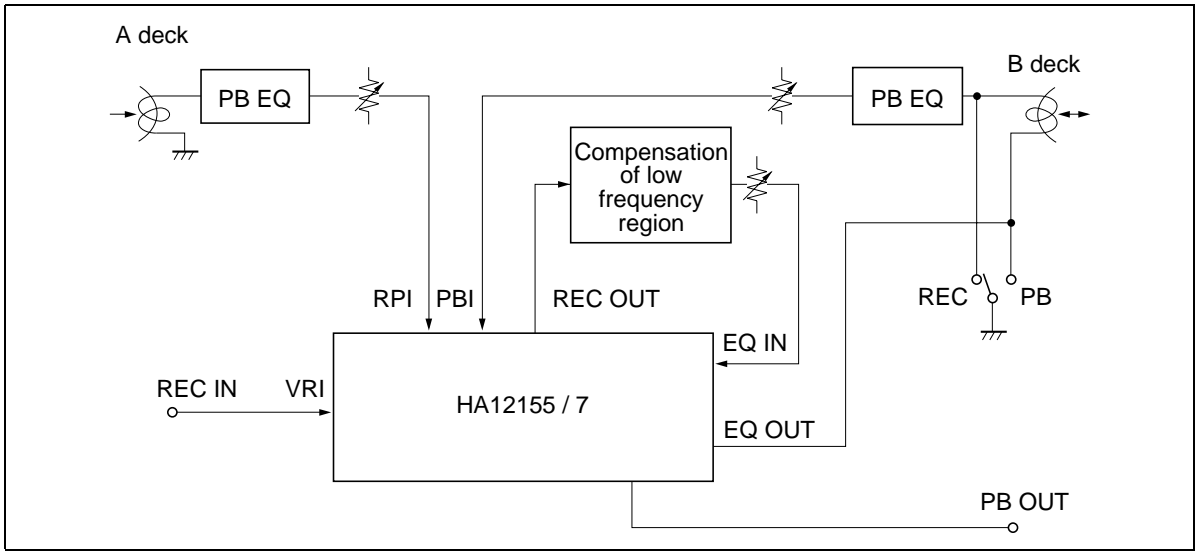 A deck
B deck
PB EQ
PB EQ
Compensation
of low
frequency
region
RPI
PBI
REC OUT
REC
PB
EQ IN
REC IN
VRI
HA12155 / 7
EQ OUT
PB OUT